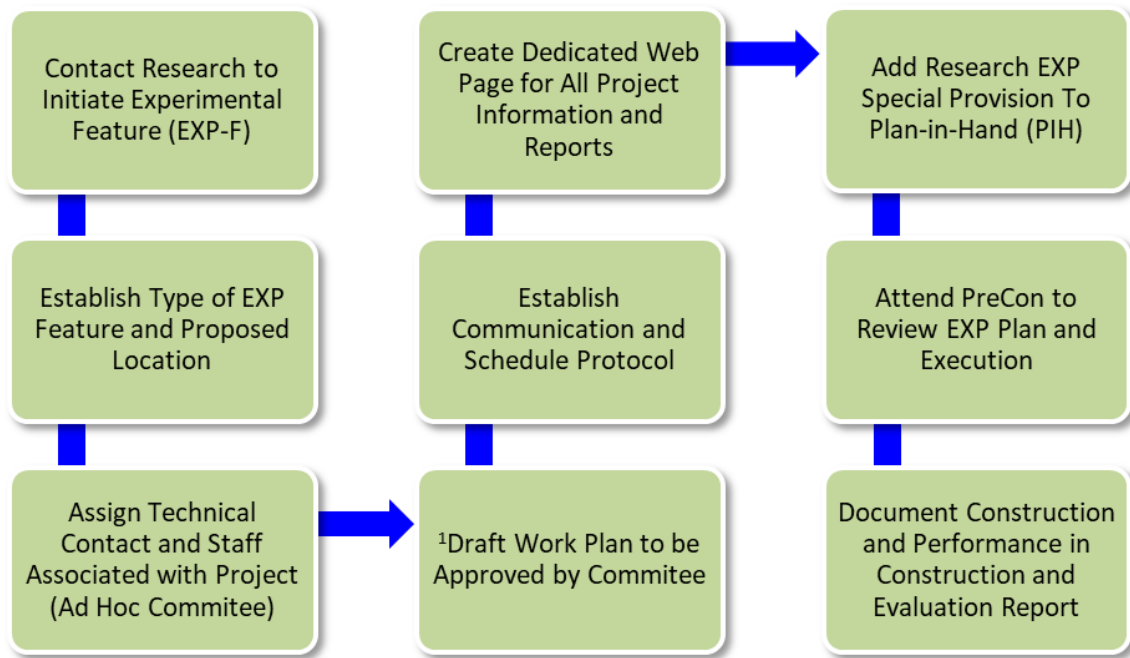 Contact Research to
Initiate Experimental
Feature (EXP-F)
Establish Type of EXP
Feature and Proposed
Location
Assign Technical
Contact and Staff
Associated with Project
(Ad Hoc Commitee)
¹Draft Work Plan to be
Approved by Commitee
Establish
Communication and
Schedule Protocol
Create Dedicated Web
Page for All Project
Information and
Reports
Add Research EXP
Special Provision To
Plan-in-Hand (PIH)
Attend PreCon to
Review EXP Plan and
Execution
Document Construction
and Performance in
Construction and
Evaluation Report